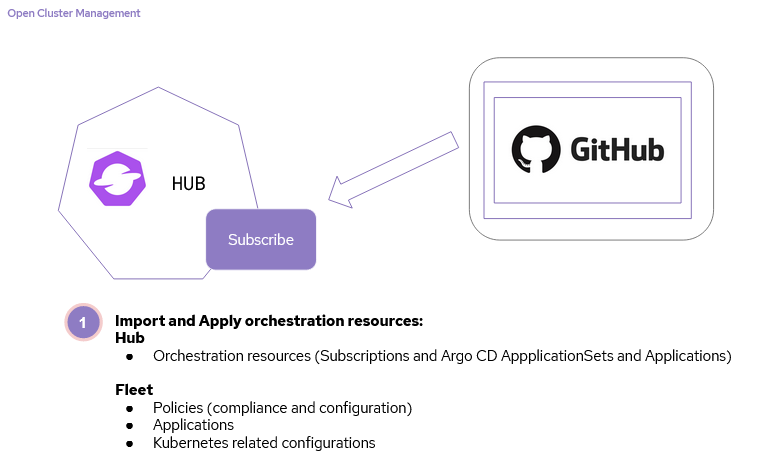 Open Cluster Management
HUB
GitHub
Subscribe
1
Import and Apply orchestration resources:
Hub
● Orchestration resources (Subscriptions and Argo CD AppplicationSets and Applications)
Fleet
● Policies (compliance and configuration)
● Applications
● Kubernetes related configurations